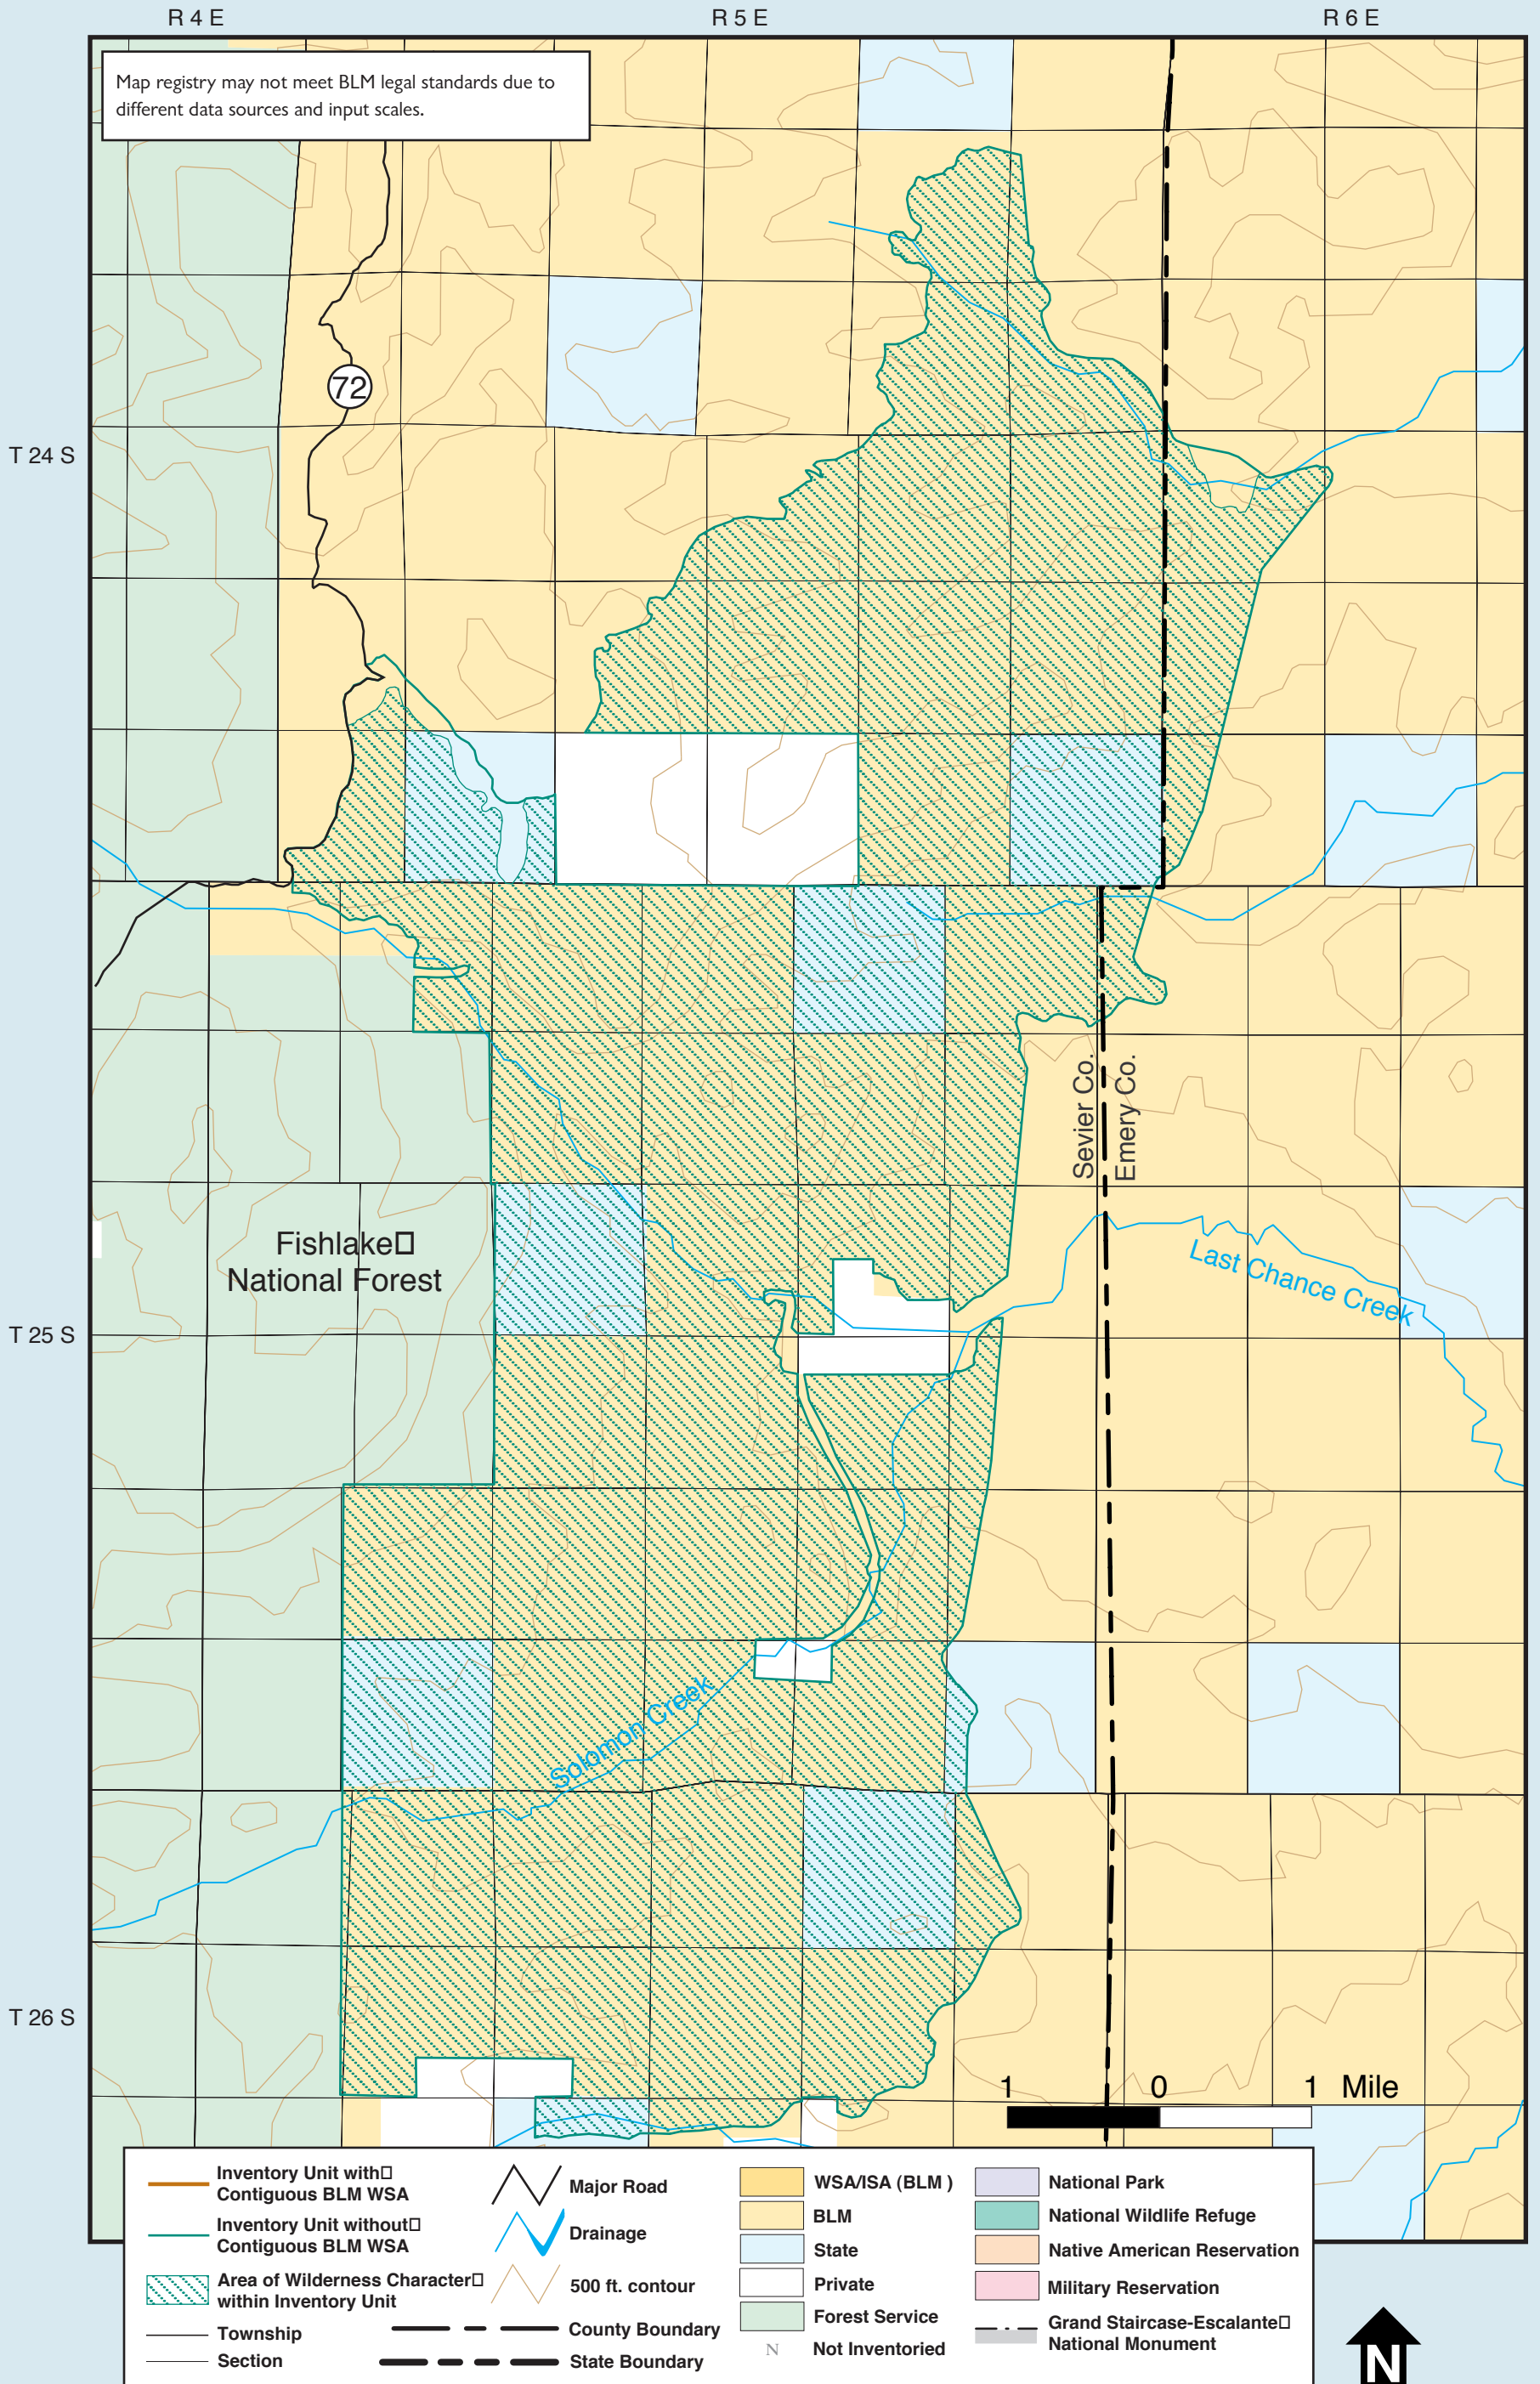 R 4 E
R 5 E
R 6 E
Map registry may not meet BLM legal standards due to
different data sources and input scales.
72
T 24 S
Sevier Co.
Emery Co.
Fishlake□
National Forest
Last Chance Creek
T 25 S
Solomon Creek
T 26 S
1 0 1 Mile
Inventory Unit with□
Contiguous BLM WSA
Inventory Unit without□
Contiguous BLM WSA
Area of Wilderness Character□
within Inventory Unit
Township
Section
Major Road
Drainage
500 ft. contour
County Boundary
State Boundary
WSA/ISA (BLM )
BLM
State
Private
Forest Service
N Not Inventoried
National Park
National Wildlife Refuge
Native American Reservation
Military Reservation
Grand Staircase-Escalante□
National Monument
N